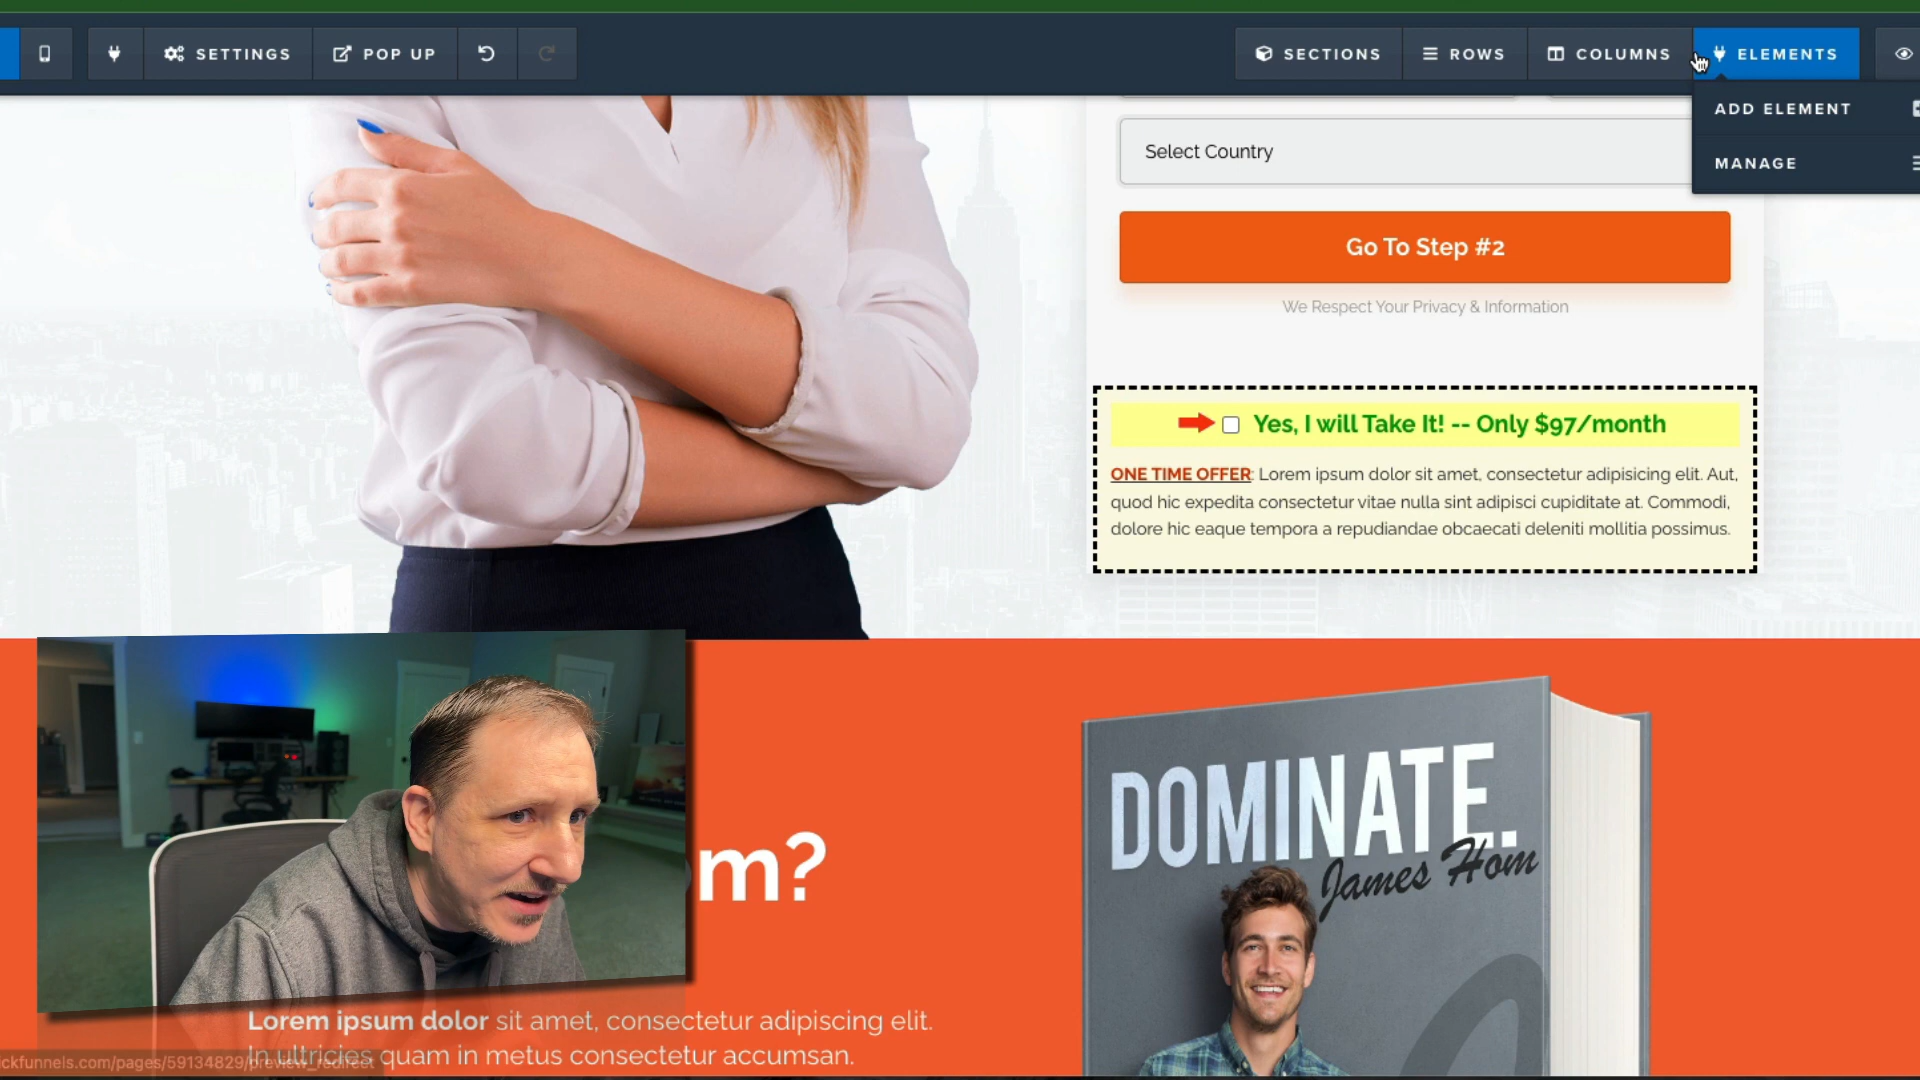 SETTINGS
POP UP
SECTIONS
ROWS
COLUMNS
ELEMENTS
ADD ELEMENT
MANAGE
Select Country
Go To Step #2
We Respect Your Privacy & Information
Yes, I will Take It! -- Only $97/month
ONE TIME OFFER: Lorem ipsum dolor sit amet, consectetur adipisicing elit. Aut,
quod hic expedita consectetur vitae nulla sint adipisci cupiditate at. Commodi,
dolore hic eaque tempora a repudiandae obcaecati deleniti mollitia possimus.
DOMINATE.
James Hom
m?
Lorem ipsum dolor sit amet, consectetur adipiscing elit.
In ultricies quam in metus consectetur accumsan.
ickfunnels.com/pages/59134829/preview_redirect